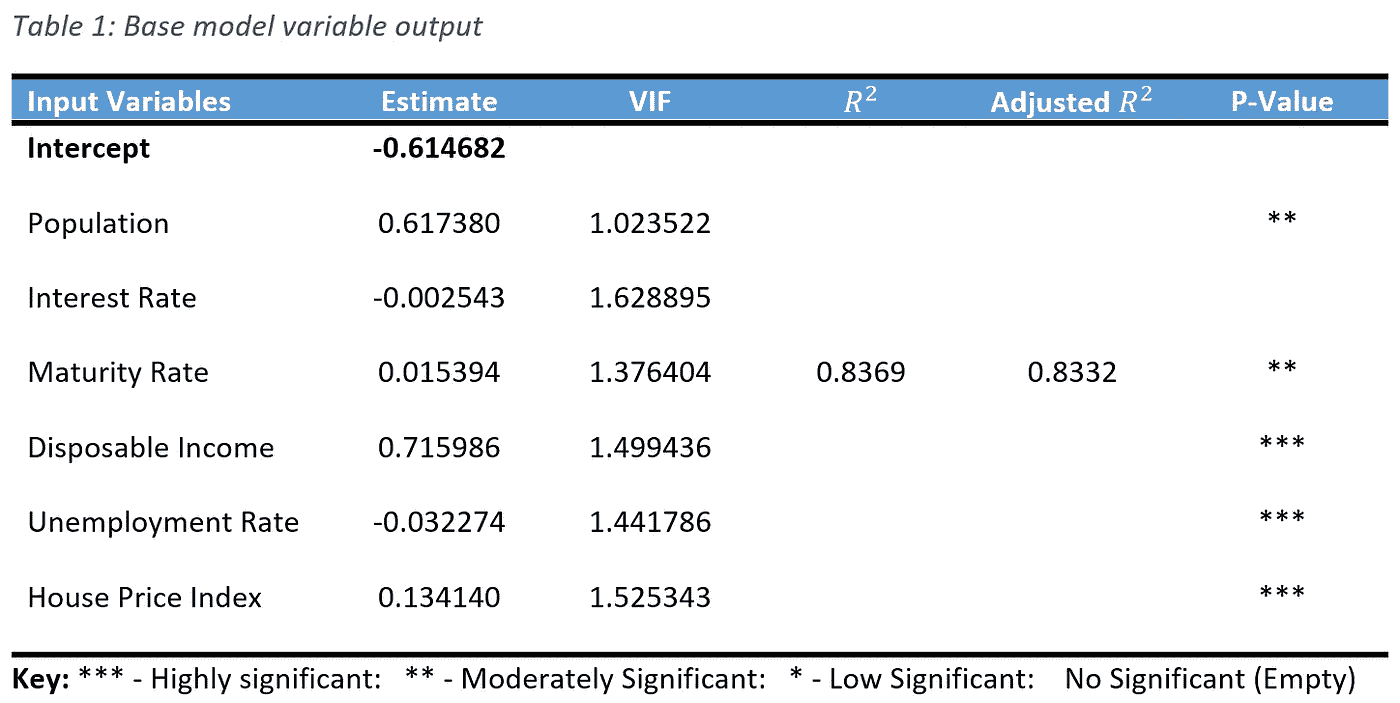 Table 1: Base model variable output
Input Variables Estimate VIF R² Adjusted R² P-Value
Intercept -0.614682
Population 0.617380 1.023522 **
Interest Rate -0.002543 1.628895
Maturity Rate 0.015394 1.376404 0.8369 0.8332 **
Disposable Income 0.715986 1.499436 ***
Unemployment Rate -0.032274 1.441786 ***
House Price Index 0.134140 1.525343 ***
Key: *** - Highly significant: ** - Moderately Significant: * - Low Significant: No Significant (Empty)